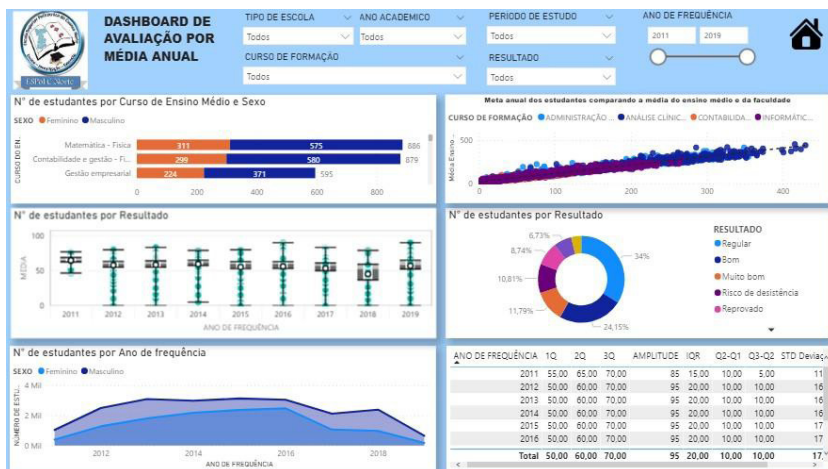 DASHBOARD DE
AVALIAÇÃO POR
MÉDIA ANUAL
TIPO DE ESCOLA
Todos
ANO ACADEMICO
Todos
PERÍODO DE ESTUDO
Todos
ANO DE FREQUÊNCIA
2011 2019
CURSO DE FORMAÇÃO
Todos
RESULTADO
Todos
N° de estudantes por Curso de Ensino Médio e Sexo
SEXO Feminino Masculino
CURSO DE EN...
Matemática - Fisica 311 575 886
Contabilidade e gestão - Fi... 299 580 879
Gestão empresarial 224 371 595
0 200 400 600 800
Meta anual dos estudantes comparando a média do ensino médio e da faculdade
CURSO DE FORMAÇÃO ADMINISTRAÇÃO ... ANÁLISE CLÍNIC... CONTABILIDA... INFORMÁTIC...
Média Ensino ...
500
0
0 100 200 300 400
N° de estudantes por Resultado
MÉDIA
100
50
0
2011 2012 2013 2014 2015 2016 2017 2018 2019
ANO DE FREQUÊNCIA
N° de estudantes por Resultado
6,73%
8,74%
10,81%
11,79%
24,15%
34%
RESULTADO
Regular
Bom
Muito bom
Risco de desistência
Reprovado
N° de estudantes por Ano de frequência
SEXO Feminino Masculino
NÚMERO DE ESTU...
4 Mil
2 Mil
0 Mil
2012 2014 2016 2018
ANO DE FREQUÊNCIA
ANO DE FREQUÊNCIA 1Q 2Q 3Q AMPLITUDE IQR Q2-Q1 Q3-Q2 STD Deviaç
2011 55,00 65,00 70,00 85 15,00 10,00 5,00 11
2012 50,00 60,00 70,00 95 20,00 10,00 10,00 16
2013 50,00 60,00 70,00 95 20,00 10,00 10,00 16
2014 50,00 60,00 70,00 95 20,00 10,00 10,00 16
2015 50,00 60,00 70,00 95 20,00 10,00 10,00 17
2016 50,00 60,00 70,00 95 20,00 10,00 10,00 17
Total 50,00 60,00 70,00 95 20,00 10,00 10,00 17,